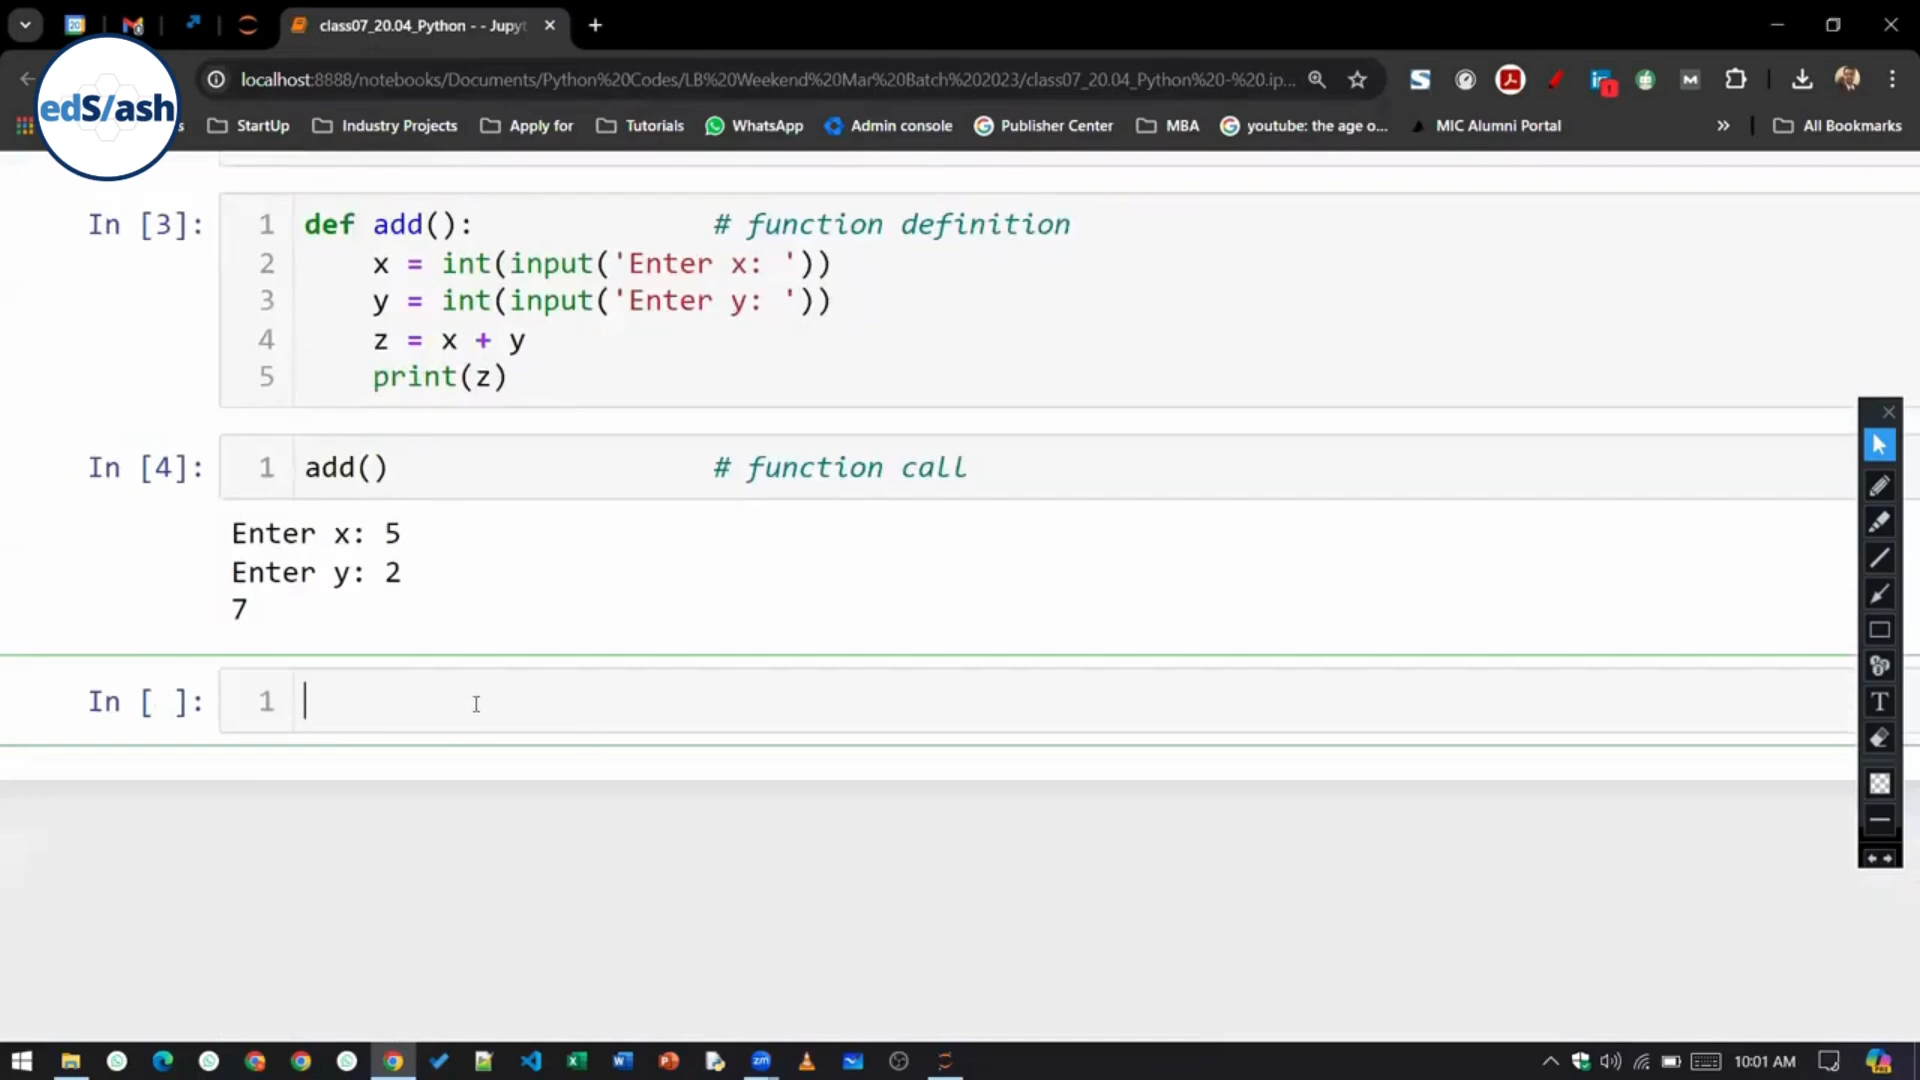 class07_20.04_Python - - Jupyt
edS/ash
localhost:8888/notebooks/Documents/Python%20Codes/LB%20Weekend%20Mar%20Batch%202023/class07_20.04_Python%20-%20.ip...
s StartUp Industry Projects Apply for Tutorials WhatsApp Admin console Publisher Center MBA youtube: the age o... MIC Alumni Portal » All Bookmarks
In [3]: 1 def add():               # function definition
2     x = int(input('Enter x: '))
3     y = int(input('Enter y: '))
4     z = x + y
5     print(z)
In [4]: 1 add()                    # function call
Enter x: 5
Enter y: 2
7
In [ ]: 1
T
10:01 AM